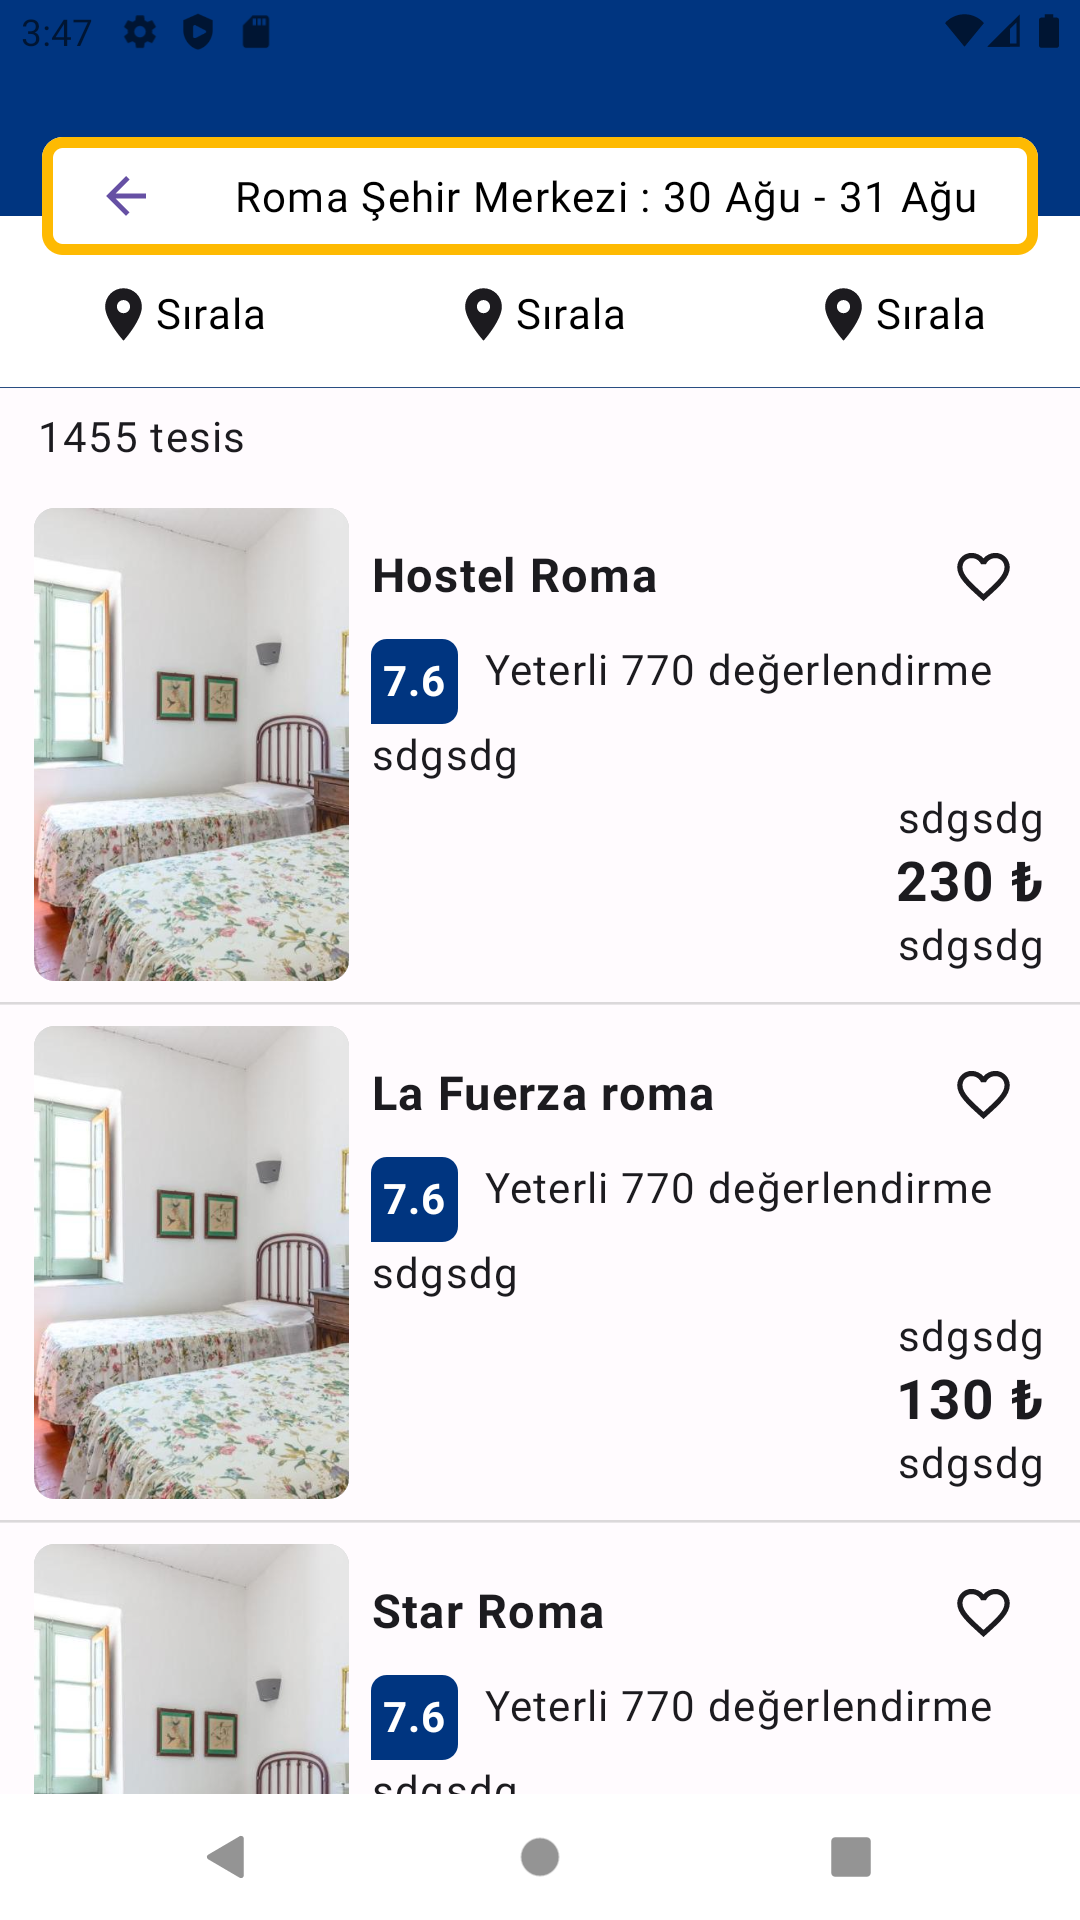 3:47
Roma Şehir Merkezi : 30 Ağu - 31 Ağu
Sırala Sırala Sırala
1455 tesis
Hostel Roma
7.6 Yeterli 770 değerlendirme
sdgsdg
sdgsdg
230 ₺
sdgsdg
La Fuerza roma
7.6 Yeterli 770 değerlendirme
sdgsdg
sdgsdg
130 ₺
sdgsdg
Star Roma
7.6 Yeterli 770 değerlendirme
sdgsdg